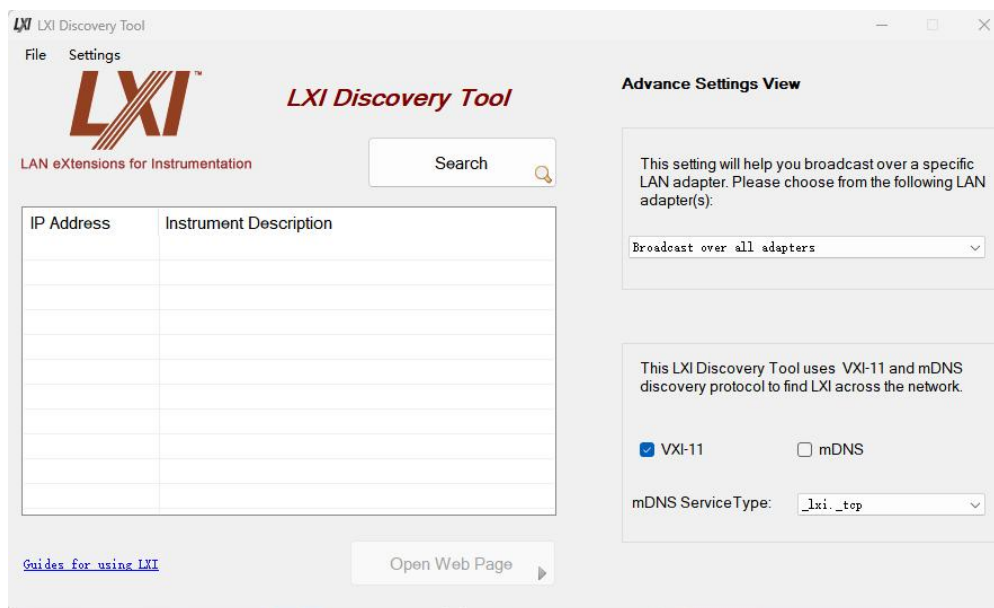 LXI LXI Discovery Tool
File Settings
LXI™
LAN eXtensions for Instrumentation
LXI Discovery Tool
Search
IP Address Instrument Description
Guides for using LXI
Open Web Page
Advance Settings View
This setting will help you broadcast over a specific
LAN adapter. Please choose from the following LAN
adapter(s):
Broadcast over all adapters
This LXI Discovery Tool uses VXI-11 and mDNS
discovery protocol to find LXI across the network.
VXI-11 mDNS
mDNS ServiceType: _lxi._tcp